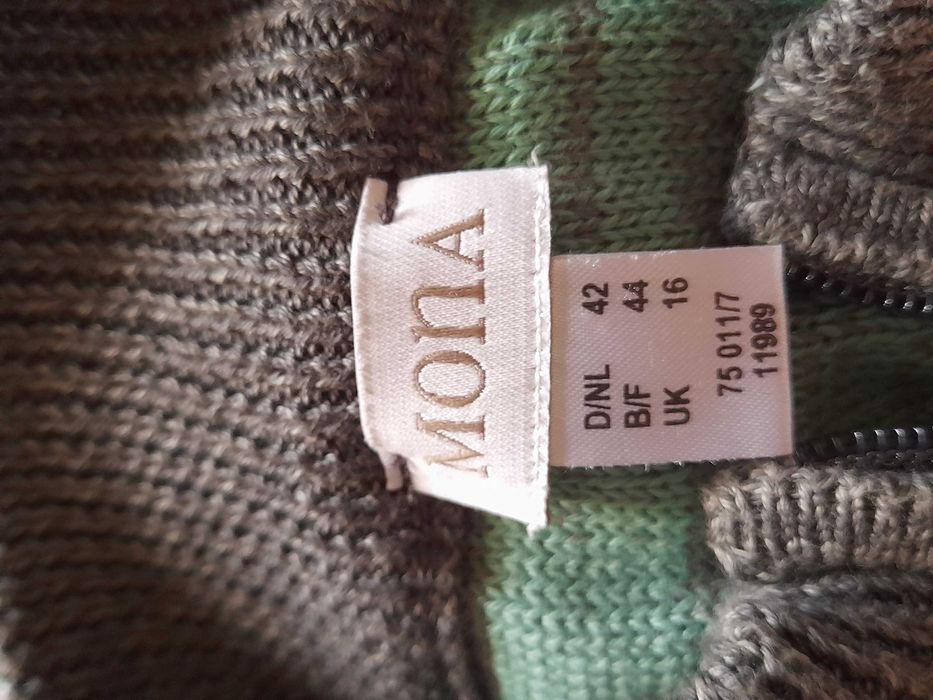 MONA
D/NL 42
B/F 44
UK 16
75 011/7
11989